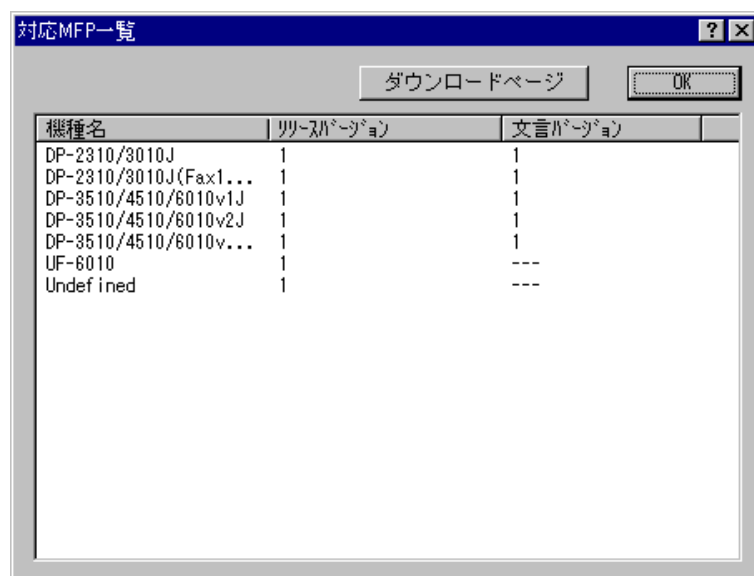 対応MFP一覧
ダウンロードページ OK
機種名 ﾘﾘｰｽﾊﾞｰｼﾞｮﾝ 文言ﾊﾞｰｼﾞｮﾝ
DP-2310/3010J 1 1
DP-2310/3010J(Fax1... 1 1
DP-3510/4510/6010v1J 1 1
DP-3510/4510/6010v2J 1 1
DP-3510/4510/6010v... 1 1
UF-6010 1 ---
Undefined 1 ---